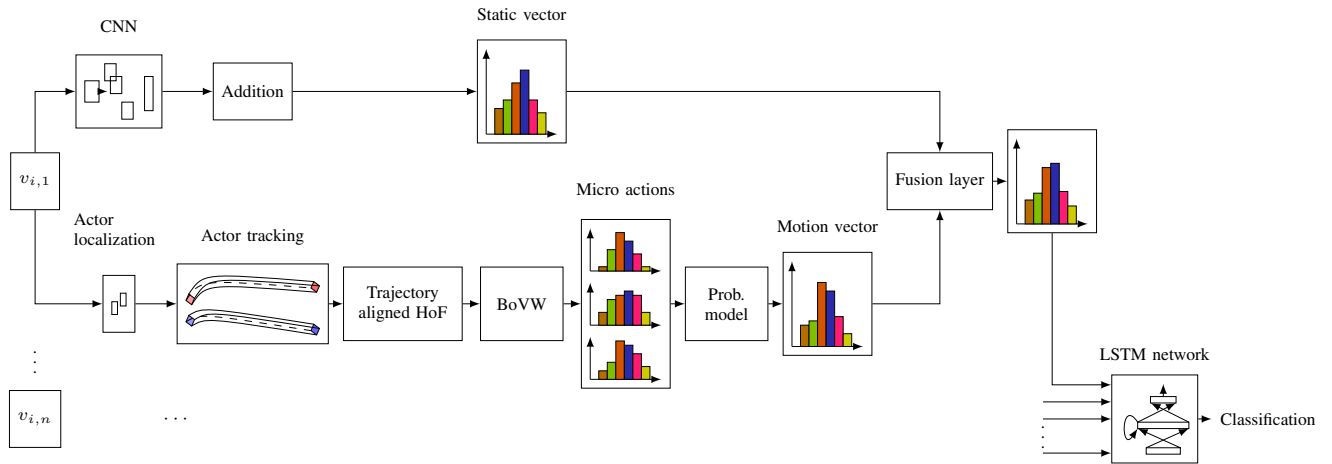 CNN
Static vector
Addition
v_{i,1}
Fusion layer
Micro actions
Actor
localization
Actor tracking
Motion vector
Trajectory
aligned HoF
BoVW
Prob.
model
LSTM network
v_{i,n}
. . .
Classification